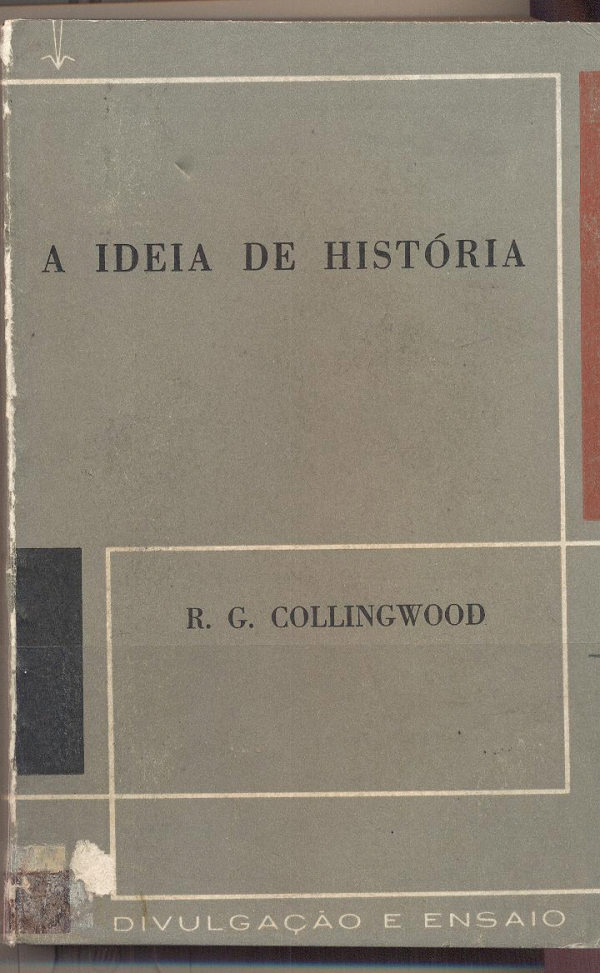 A IDEIA DE HISTÓRIA
R. G. COLLINGWOOD
DIVULGAÇÃO E ENSAIO